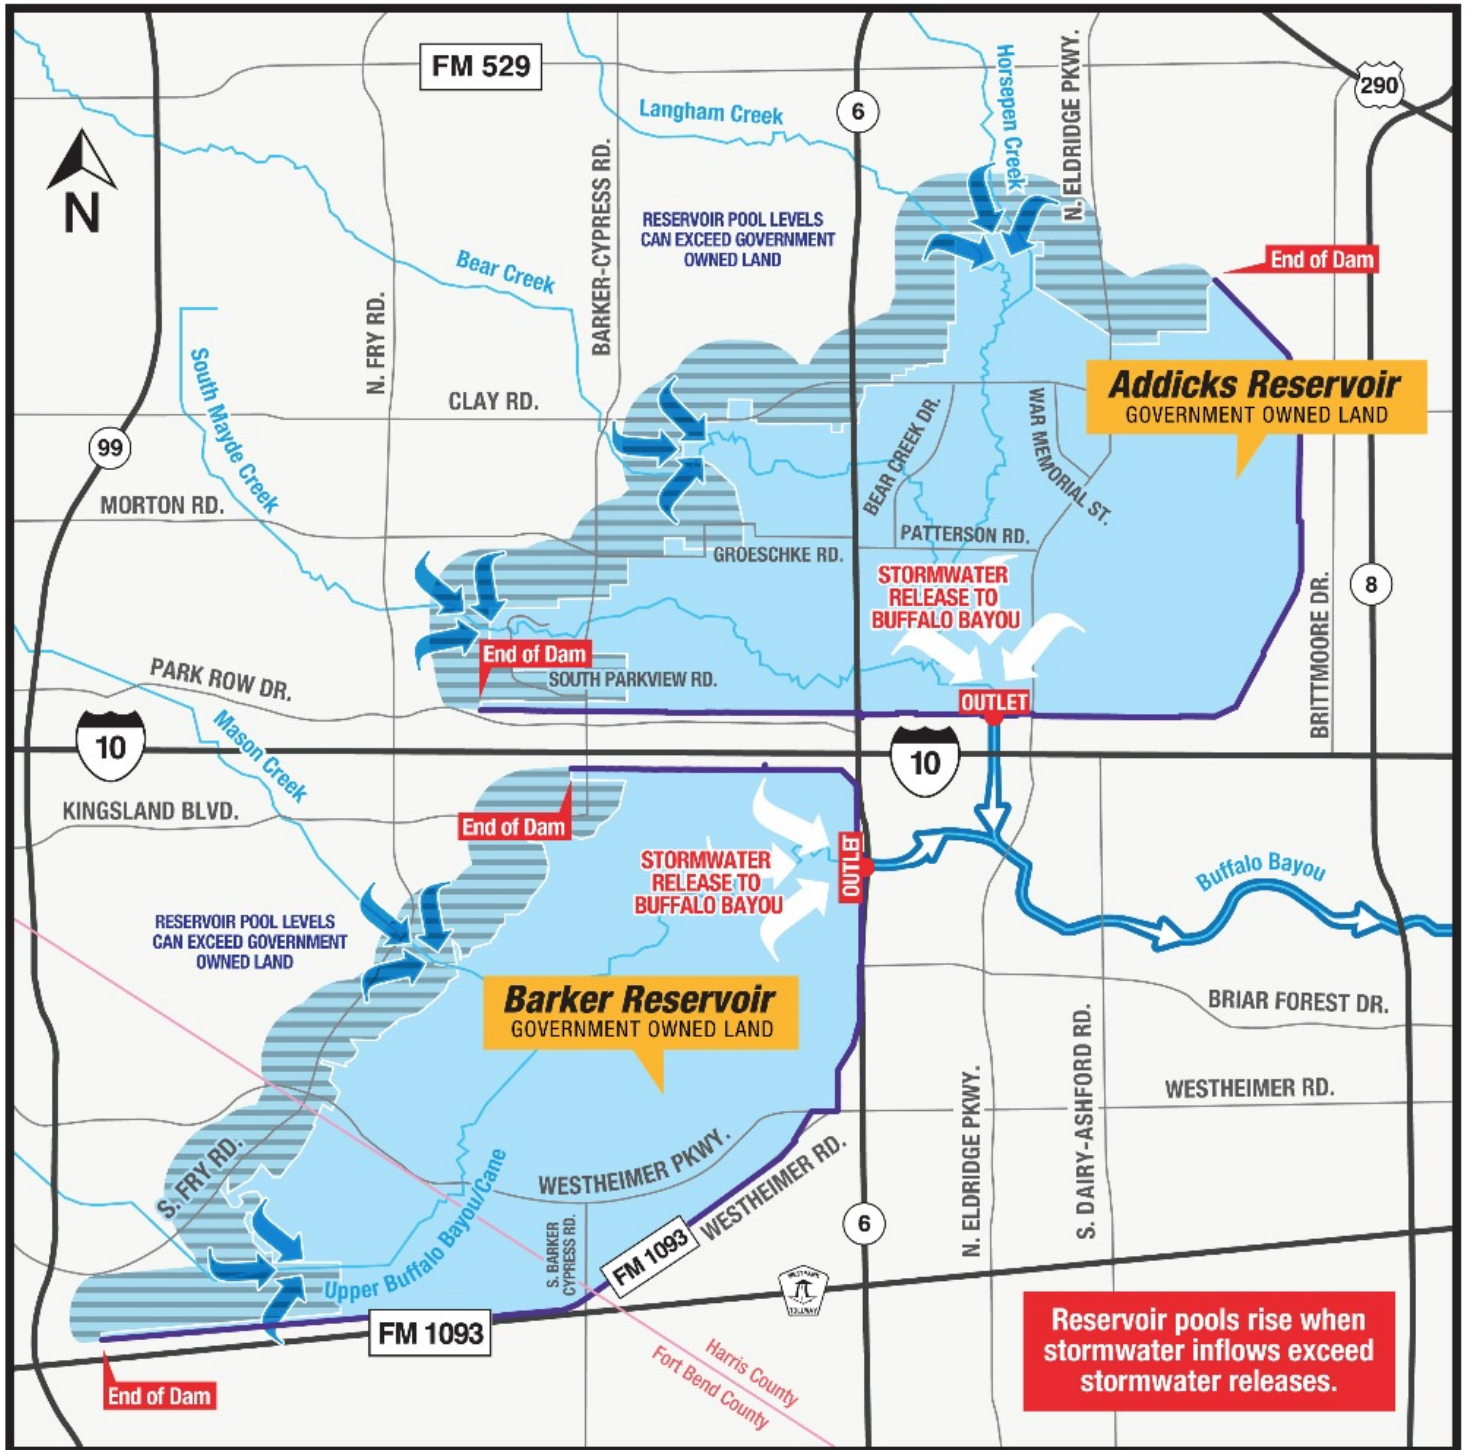 FM 529
290
6
Langham Creek
Horsepen Creek
N. ELDRIDGE PKWY.
N
BARKER-CYPRESS RD.
RESERVOIR POOL LEVELS
CAN EXCEED GOVERNMENT
OWNED LAND
End of Dam
Bear Creek
N. FRY RD.
South Mayde Creek
Addicks Reservoir
GOVERNMENT OWNED LAND
CLAY RD.
BEAR CREEK DR.
WAR MEMORIAL ST.
99
MORTON RD.
GROESCHKE RD.
PATTERSON RD.
STORMWATER
RELEASE TO
BUFFALO BAYOU
8
BRITTMOORE DR.
End of Dam
SOUTH PARKVIEW RD.
PARK ROW DR.
OUTLET
10
Mason Creek
10
KINGSLAND BLVD.
End of Dam
STORMWATER
RELEASE TO
BUFFALO BAYOU
OUTLET
Buffalo Bayou
RESERVOIR POOL LEVELS
CAN EXCEED GOVERNMENT
OWNED LAND
Barker Reservoir
GOVERNMENT OWNED LAND
BRIAR FOREST DR.
WESTHEIMER RD.
S. FRY RD.
WESTHEIMER PKWY.
WESTHEIMER RD.
N. ELDRIDGE PKWY.
S. DAIRY-ASHFORD RD.
Upper Buffalo Bayou/Cane
S. BARKER
CYPRESS RD.
FM 1093
6
WESTPARK
TOLLWAY
FM 1093
Harris County
Fort Bend County
End of Dam
Reservoir pools rise when
stormwater inflows exceed
stormwater releases.